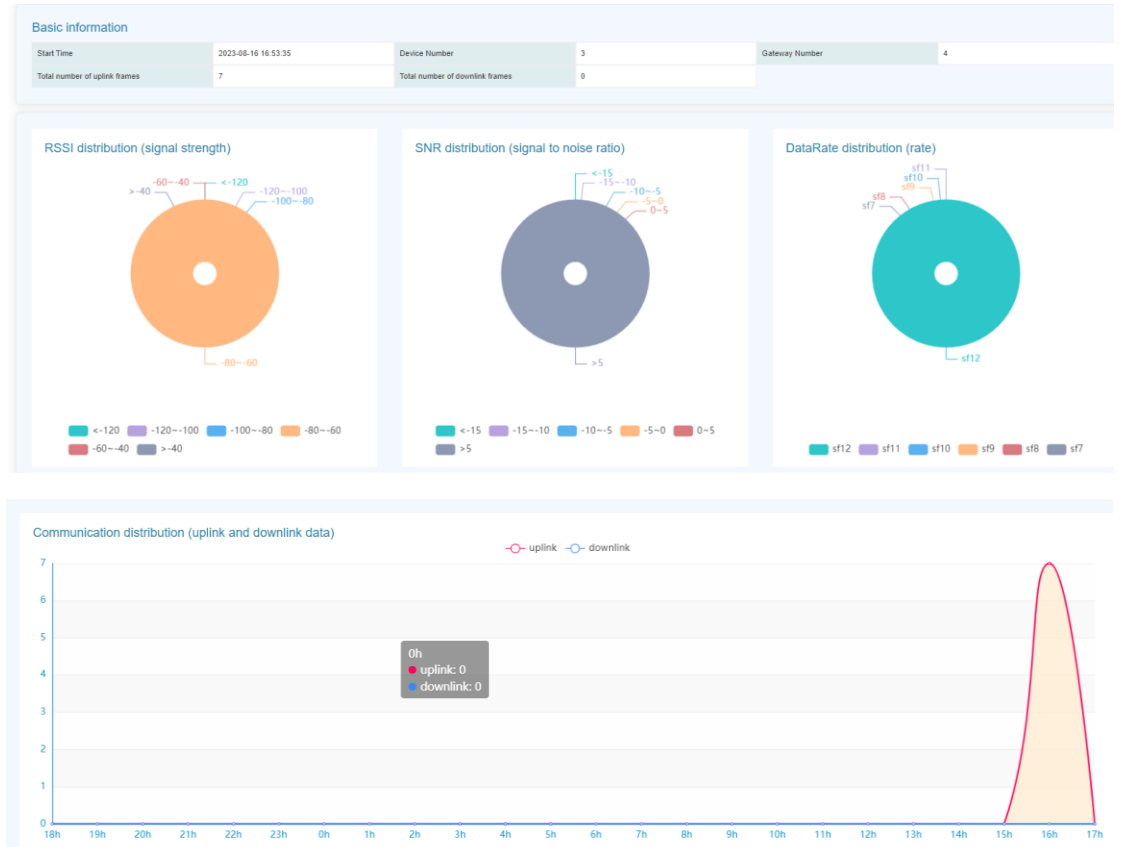 Basic information
Start Time 2023-08-16 16:53:35 Device Number 3 Gateway Number 4
Total number of uplink frames 7 Total number of downlink frames 0
RSSI distribution (signal strength)
-60~-40 <-120
>-40 -120~-100
-100~-80
-80~-60
<-120 -120~-100 -100~-80 -80~-60
-60~-40 >-40
SNR distribution (signal to noise ratio)
<-15
-15~-10
-10~-5
-5~0
0~5
>5
<-15 -15~-10 -10~-5 -5~0 0~5
>5
DataRate distribution (rate)
sf11
sf10
sf9
sf8
sf7
sf12
sf12 sf11 sf10 sf9 sf8 sf7
Communication distribution (uplink and downlink data)
uplink downlink
7
6
5
4
3
2
1
0
0h
uplink: 0
downlink: 0
18h 19h 20h 21h 22h 23h 0h 1h 2h 3h 4h 5h 6h 7h 8h 9h 10h 11h 12h 13h 14h 15h 16h 17h